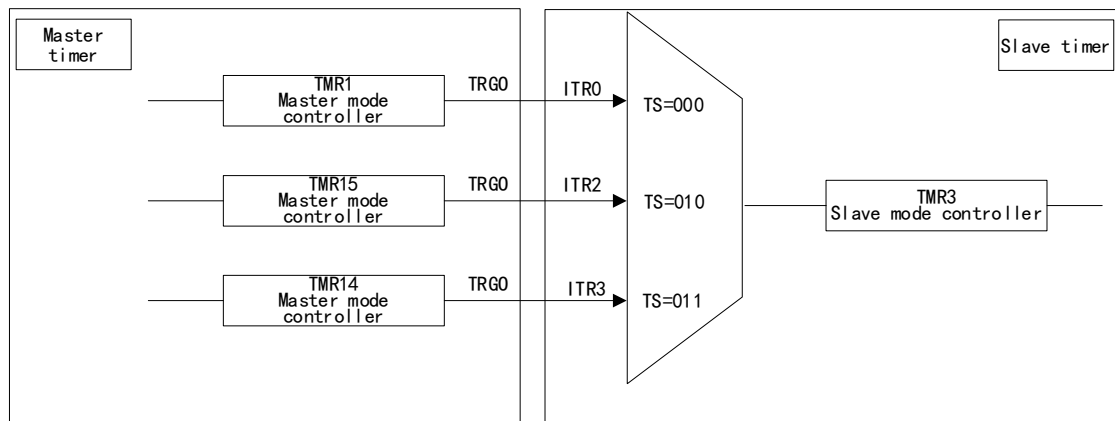 Master
timer
Slave timer
TMR1
Master mode
controller
TRGO
ITR0
TS=000
TMR15
Master mode
controller
TRGO
ITR2
TS=010
TMR3
Slave mode controller
TMR14
Master mode
controller
TRGO
ITR3
TS=011